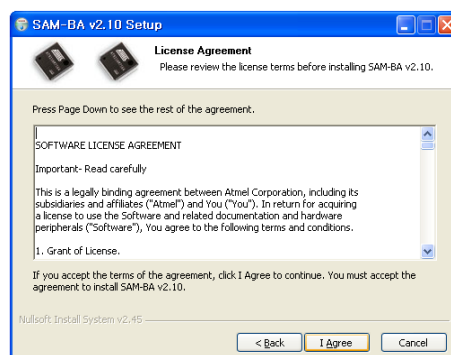 SAM-BA v2.10 Setup
License Agreement
Please review the license terms before installing SAM-BA v2.10.
Press Page Down to see the rest of the agreement.
SOFTWARE LICENSE AGREEMENT
Important- Read carefully
This is a legally binding agreement between Atmel Corporation, including its
subsidiaries and affiliates ("Atmel") and You ("You"). In return for acquiring
a license to use the Software and related documentation and hardware
peripherals ("Software"), You agree to the following terms and conditions.
1. Grant of License.
If you accept the terms of the agreement, click I Agree to continue. You must accept the
agreement to install SAM-BA v2.10.
Nullsoft Install System v2.45
< Back
I Agree
Cancel